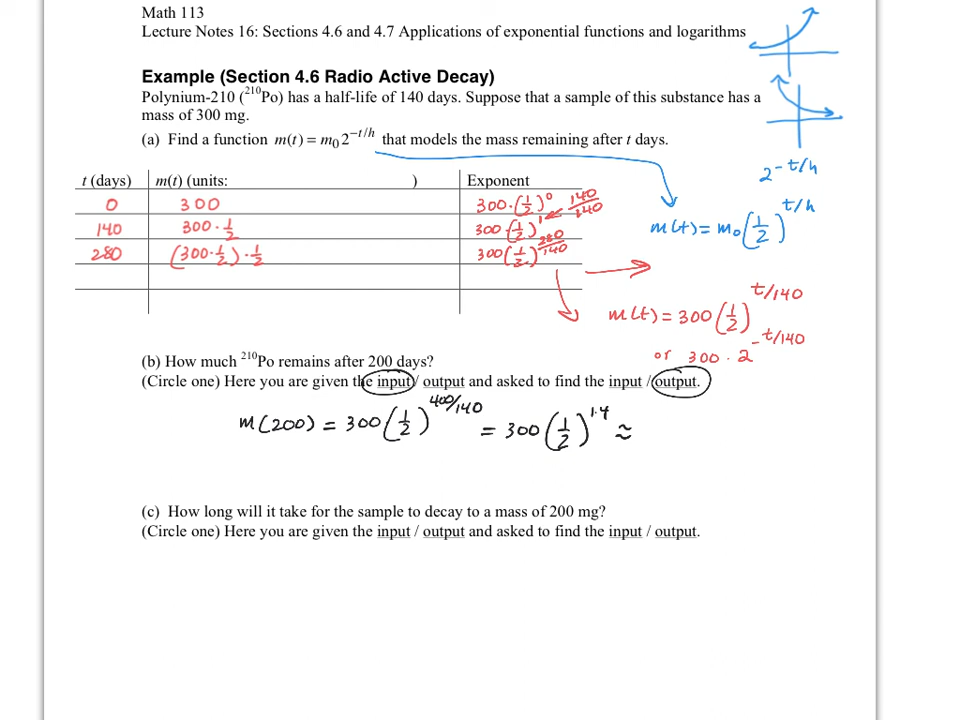 Math 113
Lecture Notes 16: Sections 4.6 and 4.7 Applications of exponential functions and logarithms
Example (Section 4.6 Radio Active Decay)
Polynium-210 (²¹⁰Po) has a half-life of 140 days. Suppose that a sample of this substance has a
mass of 300 mg.
(a) Find a function m(t) = m₀2^(−t/h) that models the mass remaining after t days.
2^(-t/h)
t (days) m(t) (units: ) Exponent
0 300 300·(1/2)^0 140/140
140 300·1/2 300(1/2)^1
280 (300·1/2)·1/2 300(1/2)^(280/140)
m(t) = m₀(1/2)^(t/h)
m(t) = 300(1/2)^(t/140)
or 300·2^(-t/140)
(b) How much ²¹⁰Po remains after 200 days?
(Circle one) Here you are given the input / output and asked to find the input / output.
m(200) = 300(1/2)^(400/140) = 300(1/2)^1.4 ≈
(c) How long will it take for the sample to decay to a mass of 200 mg?
(Circle one) Here you are given the input / output and asked to find the input / output.